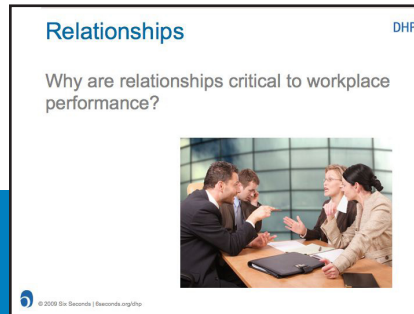 Relationships
DHP
Why are relationships critical to workplace
performance?
© 2009 Six Seconds | 6seconds.org/dhp